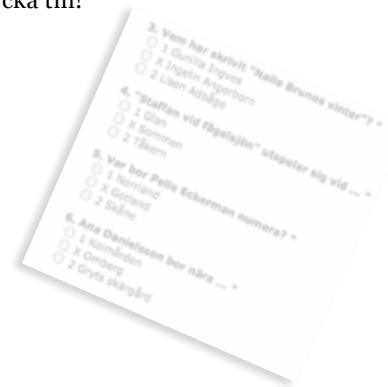 cka till!
3. Vem har skrivit "Nalle Brunos vinter"? *
1 Gunilla Ingves
X Ingelin Angerborn
2 Lisen Adbåge
4. "Staffan vid fågelsjön" utspelar sig vid ... *
1 Glan
X Sommen
2 Tåkern
5. Var bor Pelle Eckerman numera? *
1 Norrland
X Gotland
2 Skåne
6. Ana Danielsson bor nära ... *
1 Kolmården
X Omberg
2 Gryts skärgård